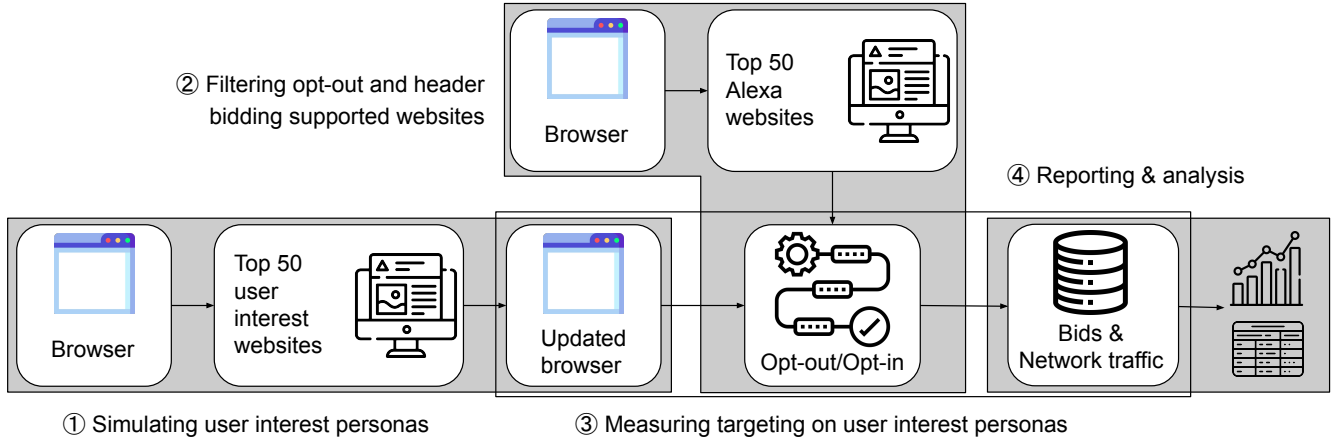 ② Filtering opt-out and header
bidding supported websites
Browser
Top 50
Alexa
websites
④ Reporting & analysis
Browser
Top 50
user
interest
websites
Updated
browser
Opt-out/Opt-in
Bids &
Network traffic
① Simulating user interest personas
③ Measuring targeting on user interest personas